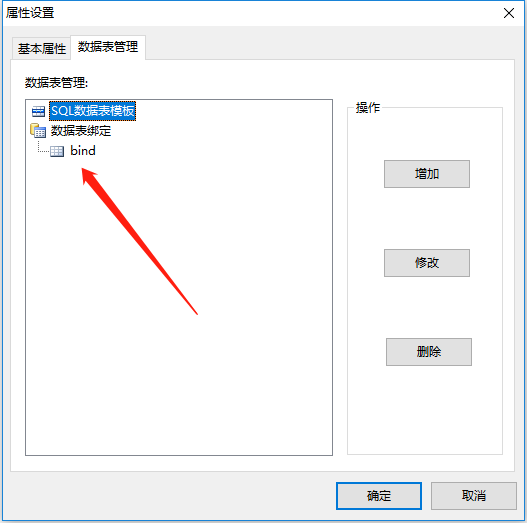 属性设置
基本属性 数据表管理
数据表管理:
SQL数据表模板
数据表绑定
bind
操作
增加
修改
删除
确定 取消